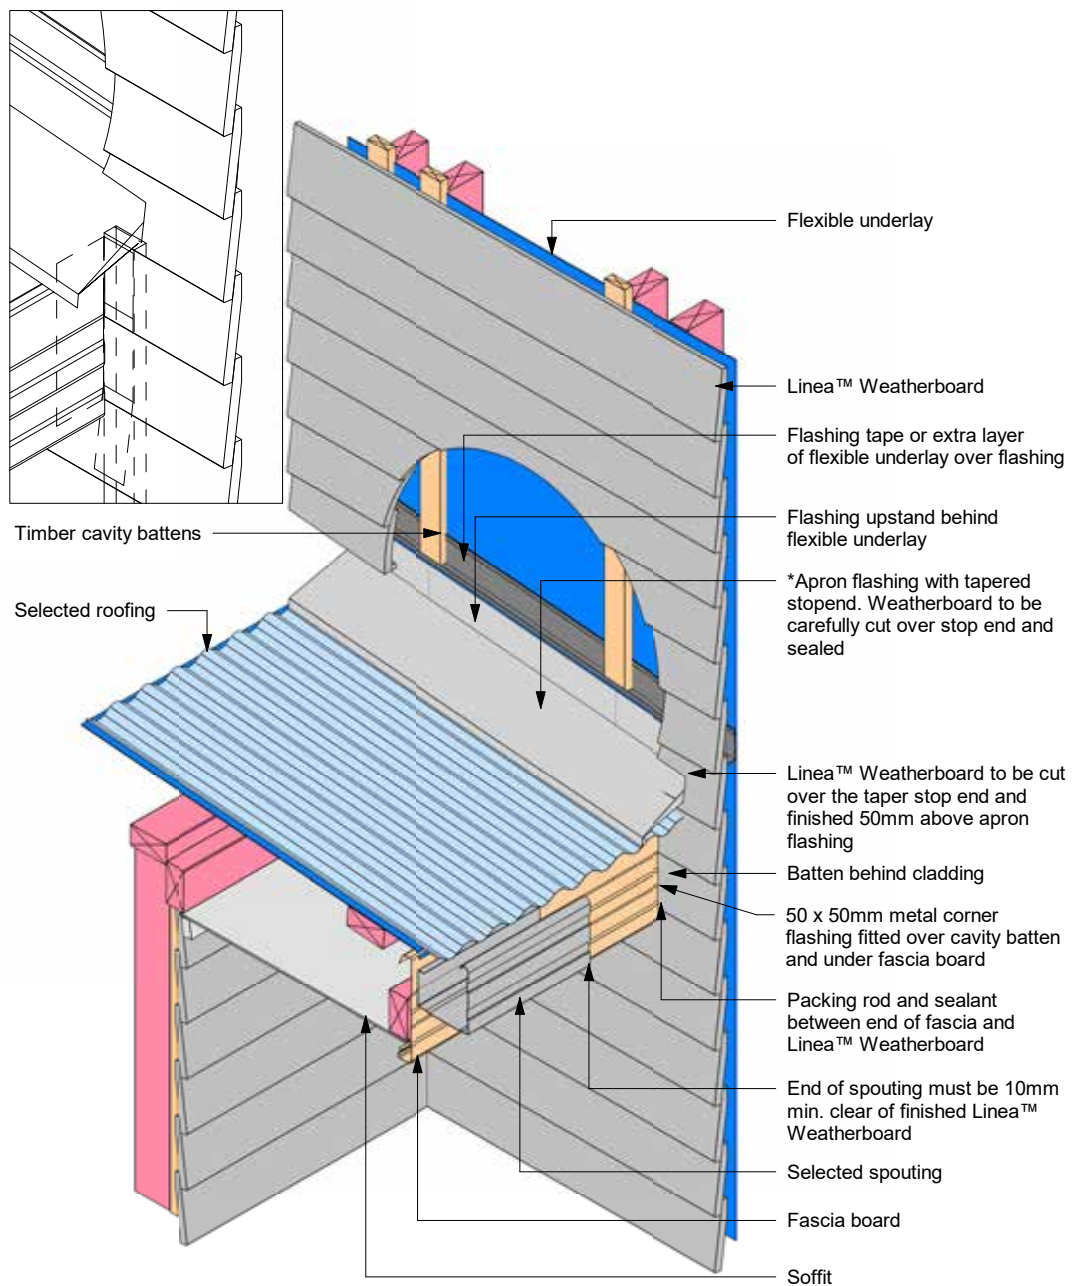 Flexible underlay
Linea™ Weatherboard
Flashing tape or extra layer
of flexible underlay over flashing
Timber cavity battens
Flashing upstand behind
flexible underlay
*Apron flashing with tapered
stopend. Weatherboard to be
carefully cut over stop end and
sealed
Selected roofing
Linea™ Weatherboard to be cut
over the taper stop end and
finished 50mm above apron
flashing
Batten behind cladding
50 x 50mm metal corner
flashing fitted over cavity batten
and under fascia board
Packing rod and sealant
between end of fascia and
Linea™ Weatherboard
End of spouting must be 10mm
min. clear of finished Linea™
Weatherboard
Selected spouting
Fascia board
Soffit